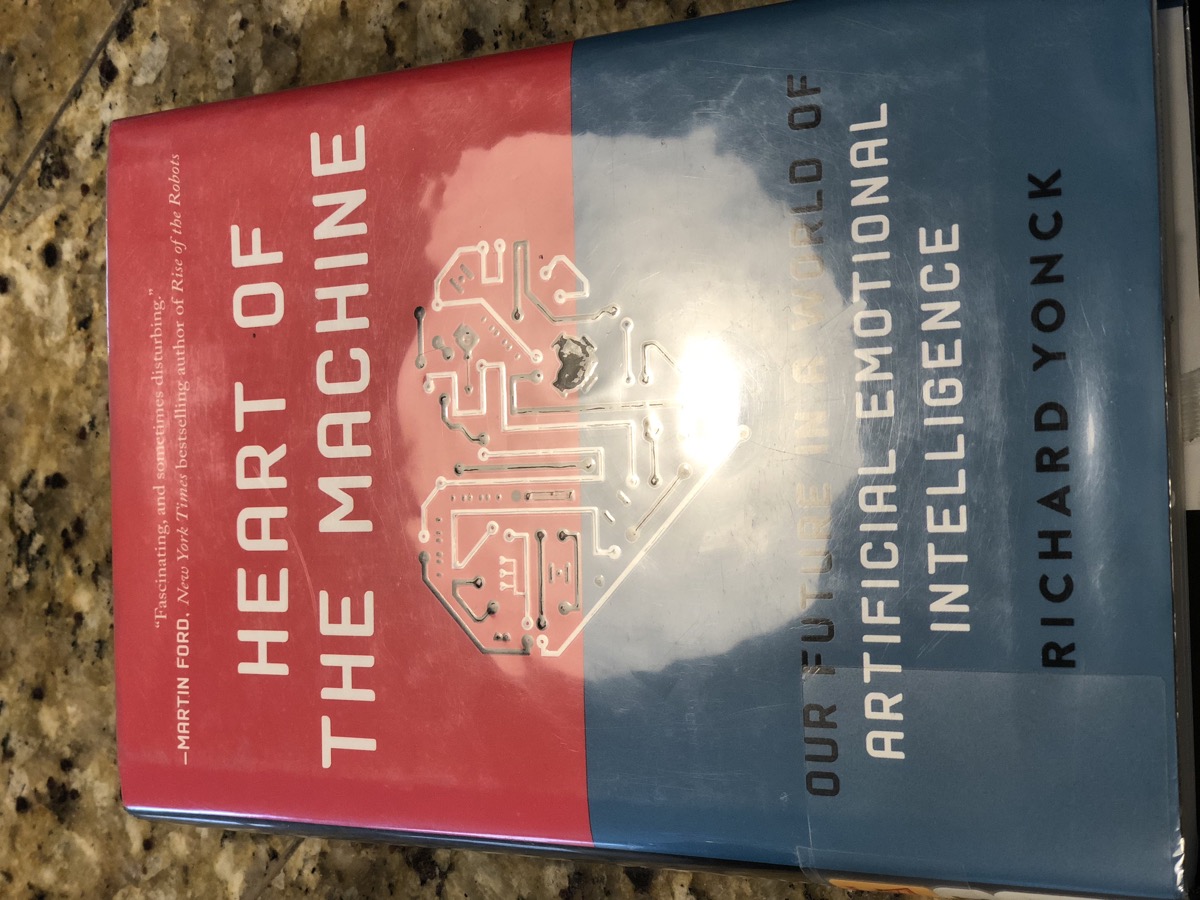 “Fascinating, and sometimes disturbing.”
—MARTIN FORD, New York Times bestselling author of Rise of the Robots
HEART OF
THE MACHINE
OUR FUTURE IN A WORLD OF
ARTIFICIAL EMOTIONAL
INTELLIGENCE
RICHARD YONCK